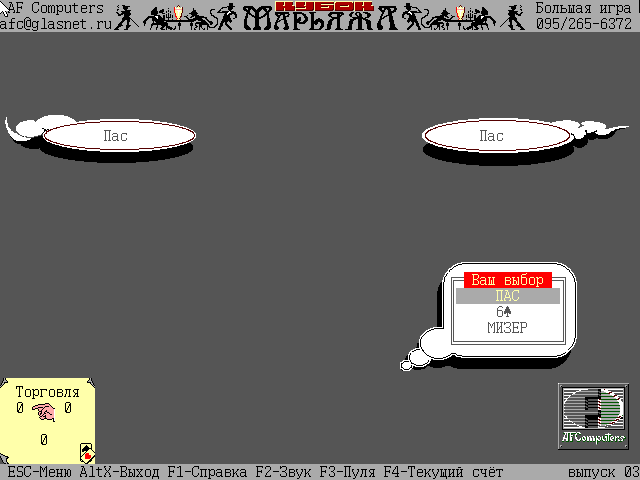 AF Computers
afc@glasnet.ru
КУБОК
МАРЬЯЖА
Большая игра
095/265-6372
Пас
Пас
Ваш выбор
ПАС
6♠
МИЗЕР
Торговля
0 0
0
AFComputers
ESC-Меню AltX-Выход F1-Справка F2-Звук F3-Пуля F4-Текущий счёт выпуск 03